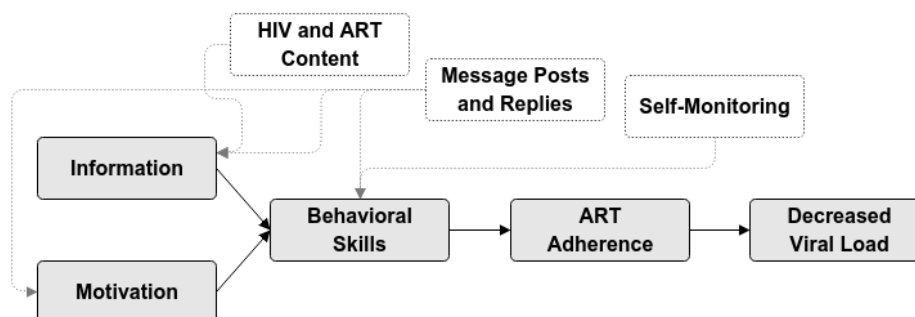 HIV and ART
Content
Message Posts
and Replies
Self-Monitoring
Information
Behavioral
Skills
ART
Adherence
Decreased
Viral Load
Motivation